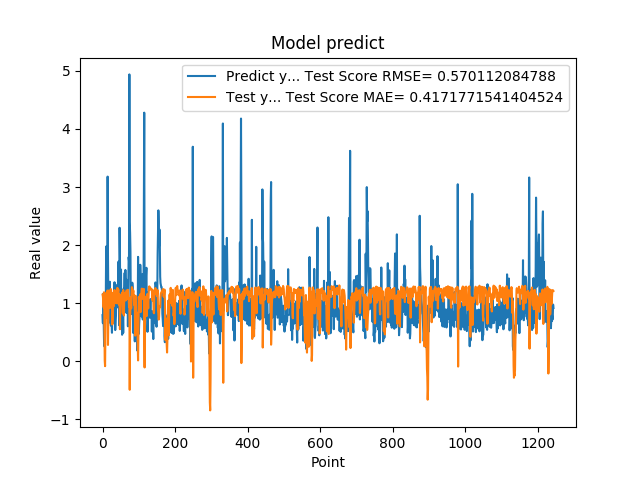 Model predict
Predict y... Test Score RMSE= 0.570112084788
Test y... Test Score MAE= 0.4171771541404524
5
4
3
2
1
0
−1
Real value
0 200 400 600 800 1000 1200
Point